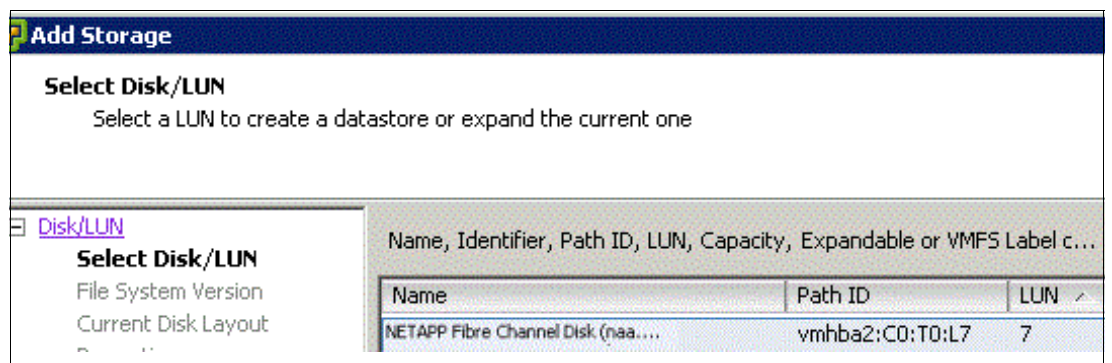 Add Storage
Select Disk/LUN
Select a LUN to create a datastore or expand the current one
Disk/LUN
Select Disk/LUN
File System Version
Current Disk Layout
Name, Identifier, Path ID, LUN, Capacity, Expandable or VMFS Label c...
Name Path ID LUN
NETAPP Fibre Channel Disk (naa.... vmhba2:C0:T0:L7 7